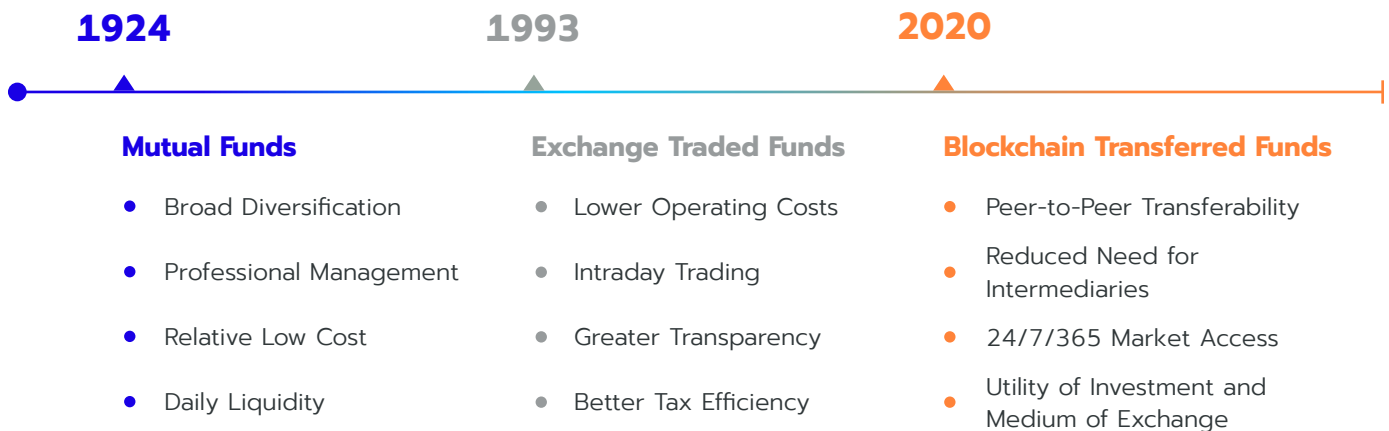 1924
1993
2020
Mutual Funds
Broad Diversification
Professional Management
Relative Low Cost
Daily Liquidity
Exchange Traded Funds
Lower Operating Costs
Intraday Trading
Greater Transparency
Better Tax Efficiency
Blockchain Transferred Funds
Peer-to-Peer Transferability
Reduced Need for
Intermediaries
24/7/365 Market Access
Utility of Investment and
Medium of Exchange